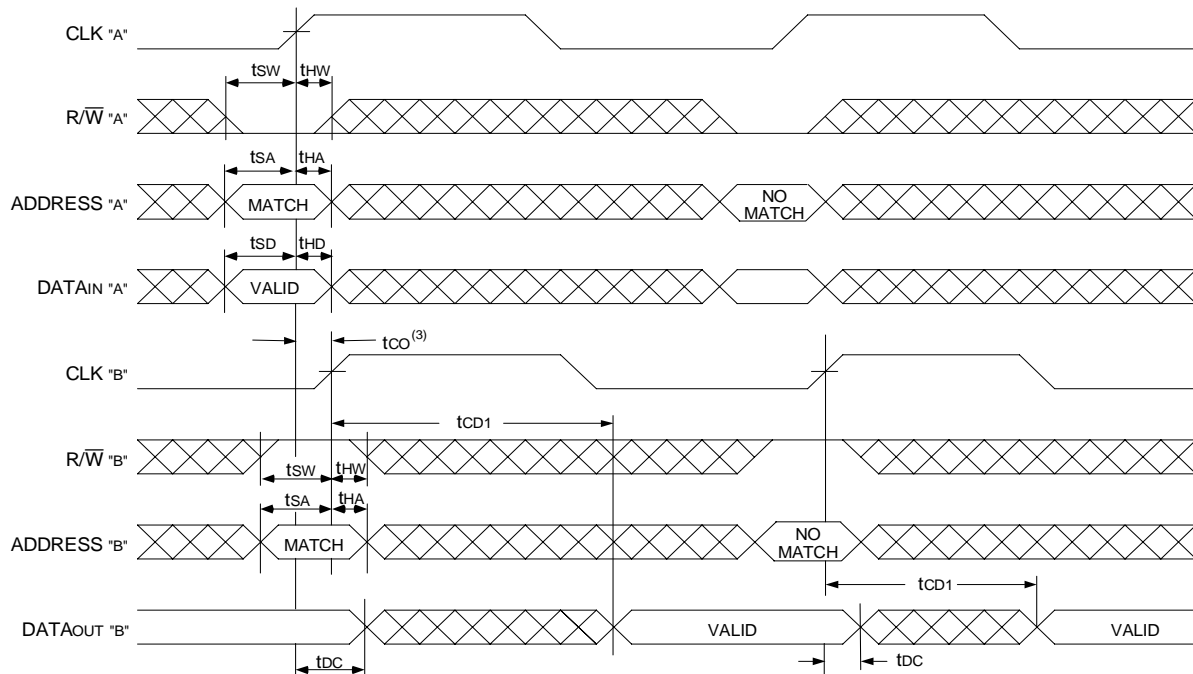 CLK "A"
tSW tHW
R/W̅ "A"
tSA tHA
ADDRESS "A" MATCH NO MATCH
tSD tHD
DATAIN "A" VALID
tCO(3)
CLK "B"
tCD1
R/W̅ "B"
tSW tHW
tSA tHA
ADDRESS "B" MATCH NO MATCH
tCD1
DATAOUT "B" VALID VALID
tDC tDC